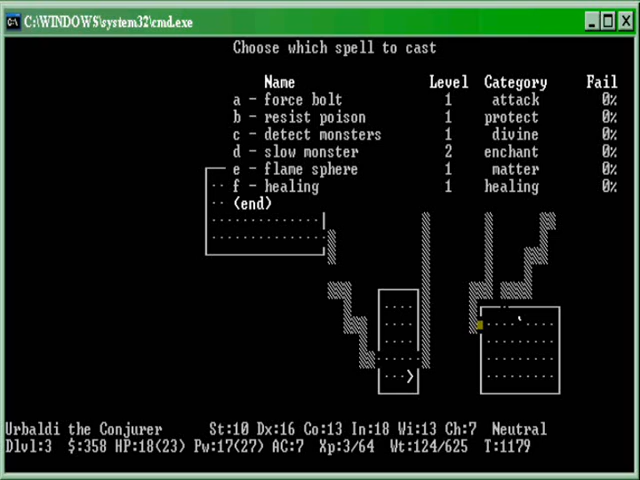 C:\WINDOWS\system32\cmd.exe
Choose which spell to cast
Name Level Category Fail
a - force bolt 1 attack 0%
b - resist poison 1 protect 0%
c - detect monsters 1 divine 0%
d - slow monster 2 enchant 0%
e - flame sphere 1 matter 0%
f - healing 1 healing 0%
(end)
Urbaldi the Conjurer St:10 Dx:16 Co:13 In:18 Wi:13 Ch:7 Neutral
Dlvl:3 $:358 HP:18(23) Pw:17(27) AC:7 Xp:3/64 Wt:124/625 T:1179